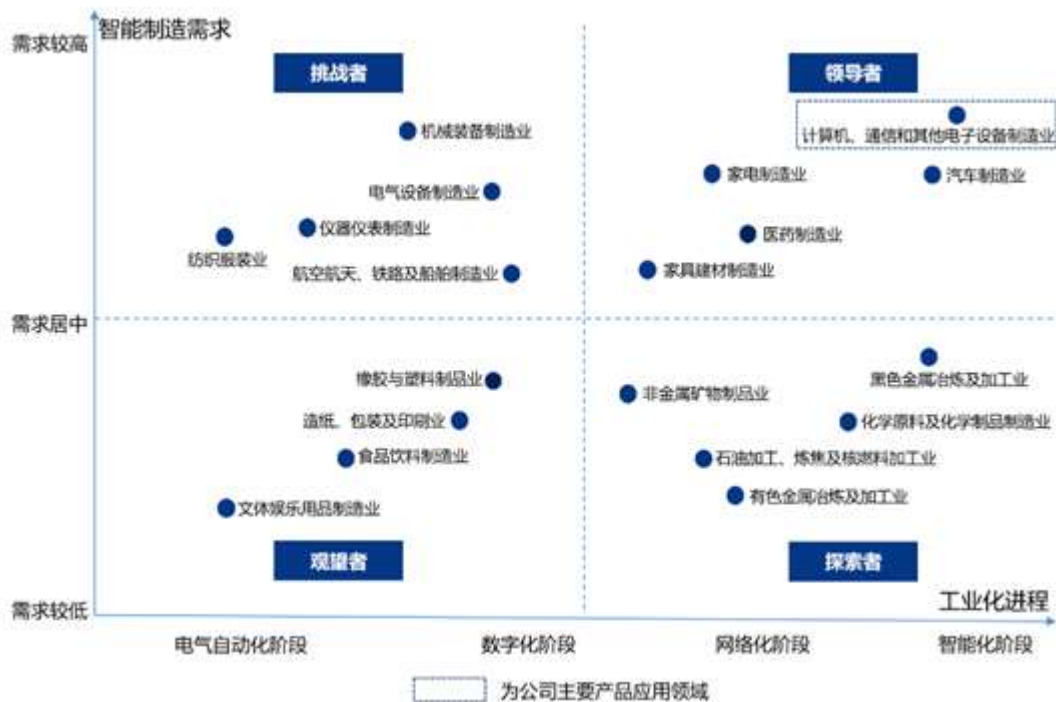 智能制造需求
需求较高
挑战者
领导者
机械装备制造业
计算机、通信和其他电子设备制造业
家电制造业
汽车制造业
电气设备制造业
仪器仪表制造业
医药制造业
纺织服装业
航空航天、铁路及船舶制造业
家具建材制造业
需求居中
橡胶与塑料制品业
黑色金属冶炼及加工业
非金属矿物制品业
造纸、包装及印刷业
化学原料及化学制品制造业
食品饮料制造业
石油加工、炼焦及核燃料加工业
有色金属冶炼及加工业
文体娱乐用品制造业
观望者
探索者
需求较低
工业化进程
电气自动化阶段
数字化阶段
网络化阶段
智能化阶段
为公司主要产品应用领域